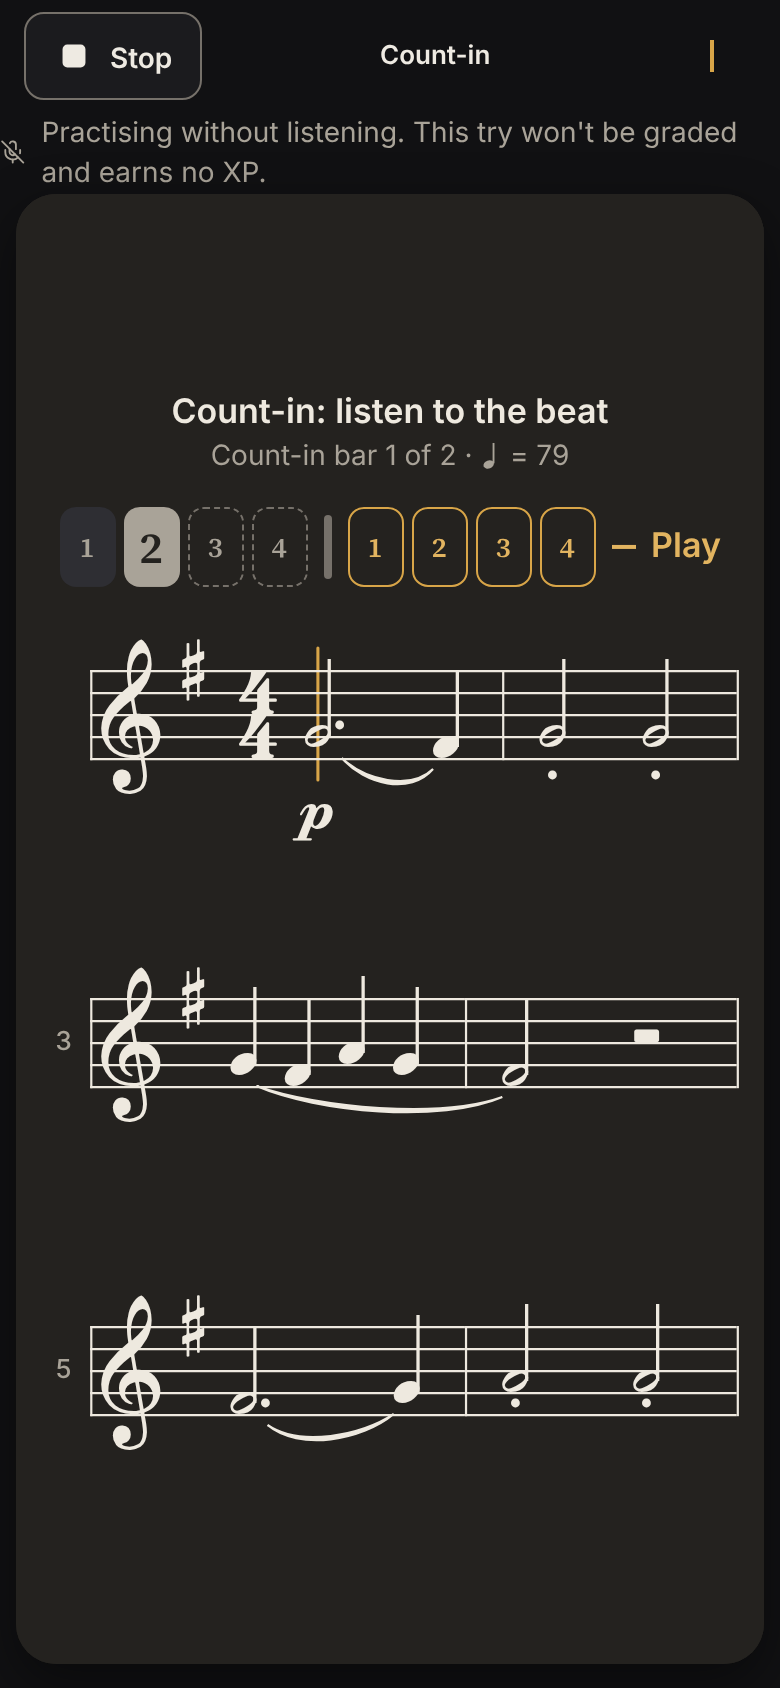 Stop
Count-in
Practising without listening. This try won't be graded
and earns no XP.
Count-in: listen to the beat
Count-in bar 1 of 2 · ♩ = 79
1 2 3 4 1 2 3 4 – Play
4
4
p
3
5